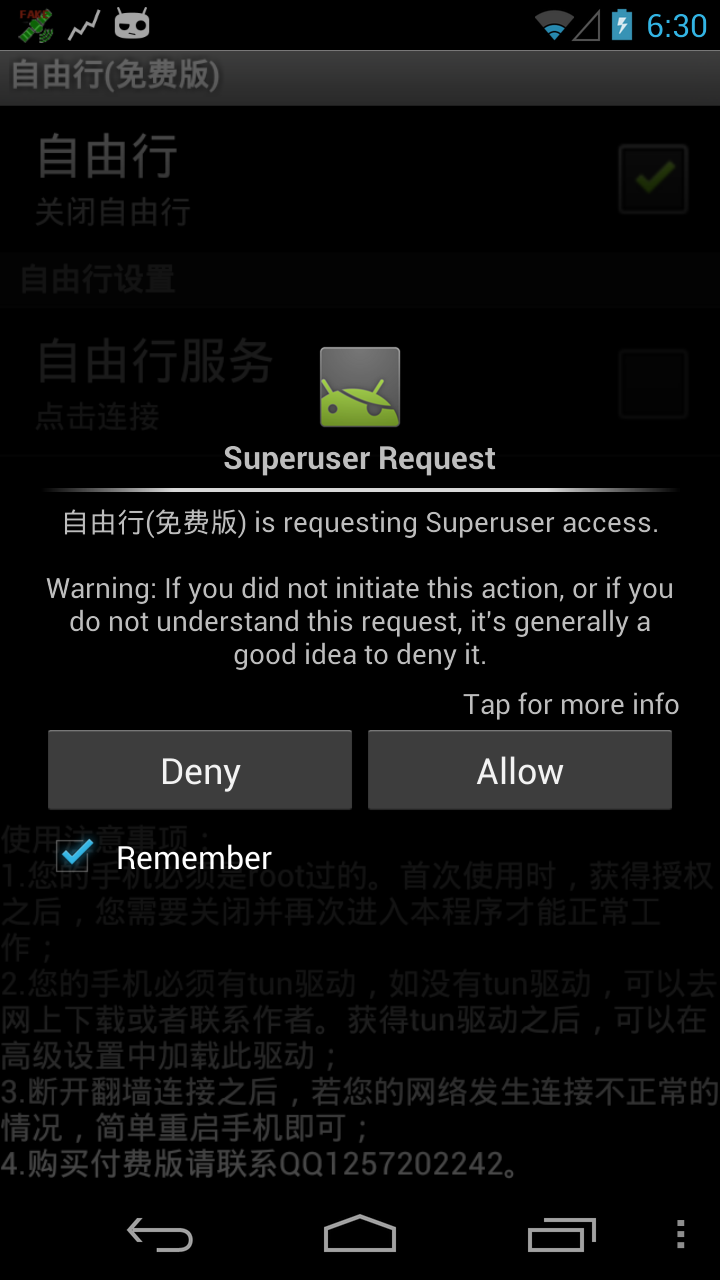 FAKE
6:30
自由行(免费版)
自由行
关闭自由行
自由行设置
自由行服务
点击连接
Superuser Request
自由行(免费版) is requesting Superuser access.
Warning: If you did not initiate this action, or if you
do not understand this request, it's generally a
good idea to deny it.
Tap for more info
Deny
Allow
使用注意事项：
Remember
1.您的手机必须是root过的。首次使用时，获得授权
之后，您需要关闭并再次进入本程序才能正常工
作；
2.您的手机必须有tun驱动，如没有tun驱动，可以去
网上下载或者联系作者。获得tun驱动之后，可以在
高级设置中加载此驱动；
3.断开翻墙连接之后，若您的网络发生连接不正常的
情况，简单重启手机即可；
4.购买付费版请联系QQ1257202242。